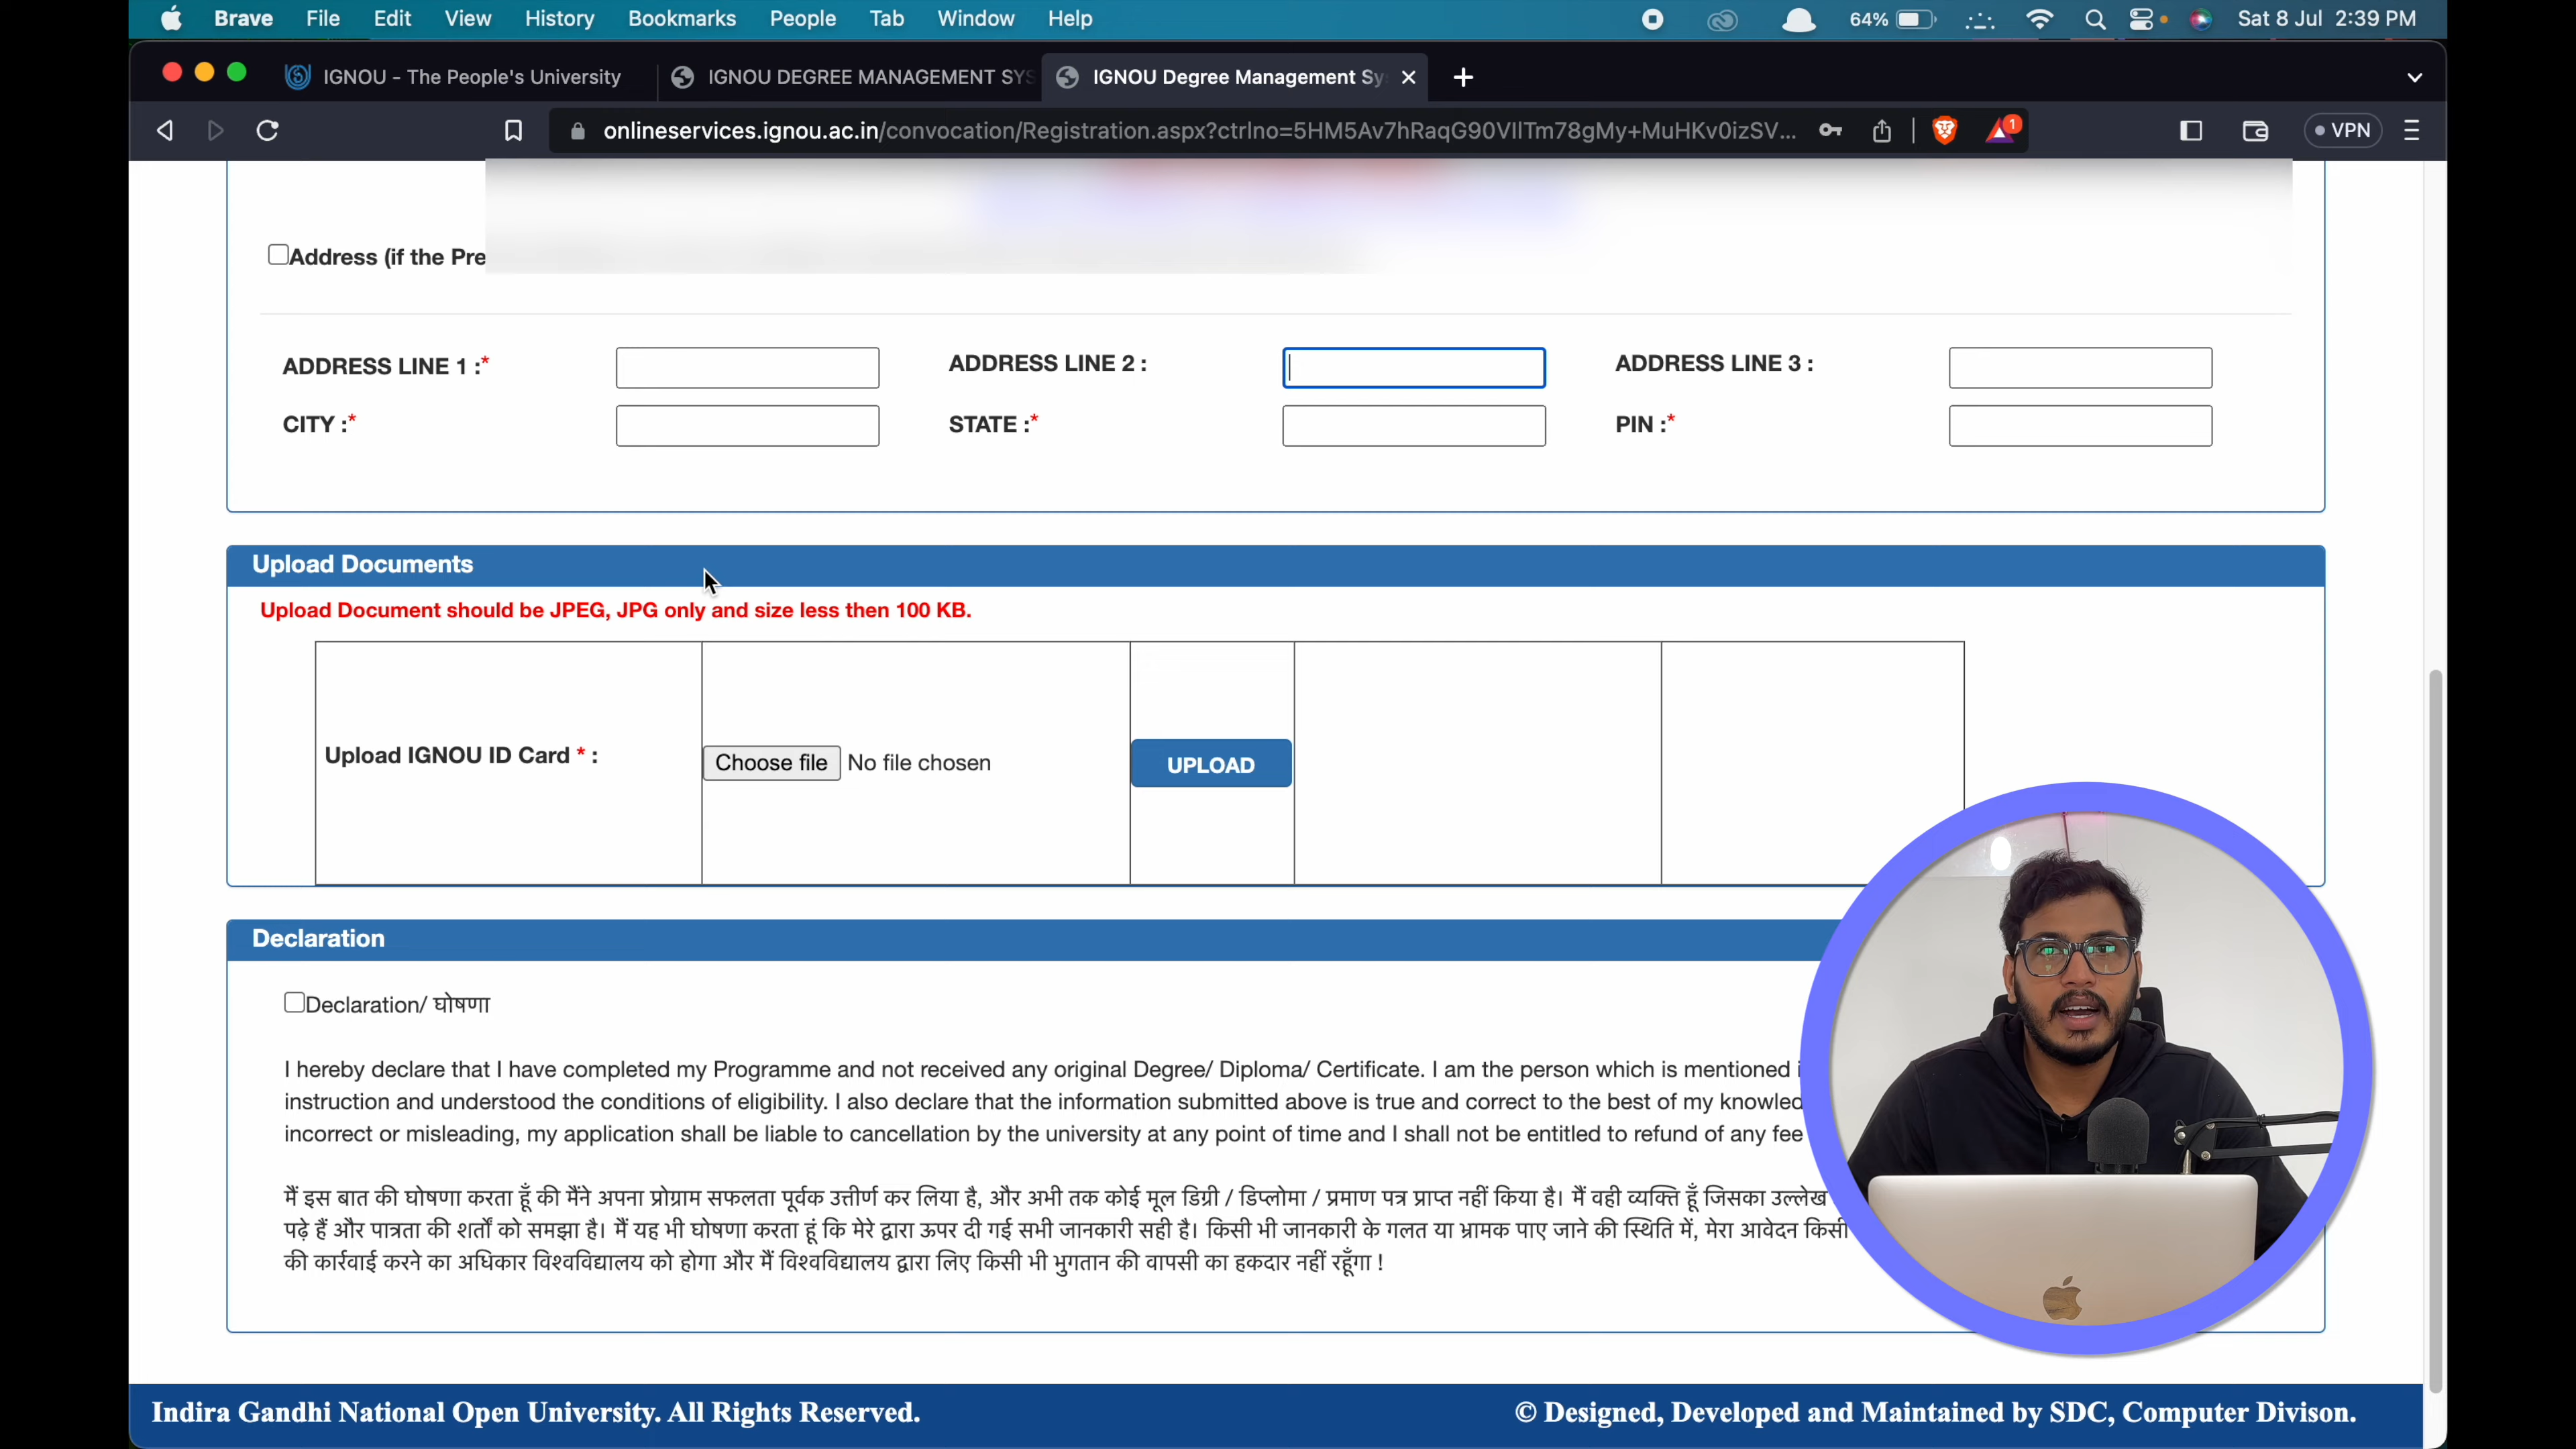 Brave File Edit View History Bookmarks People Tab Window Help 64% Sat 8 Jul 2:39 PM
IGNOU - The People's University IGNOU DEGREE MANAGEMENT SYS IGNOU Degree Management Sy
onlineservices.ignou.ac.in/convocation/Registration.aspx?ctrlno=5HM5Av7hRaqG90VIlTm78gMy+MuHKv0izSV... 1 VPN
Address (if the Pre
ADDRESS LINE 1 :* ADDRESS LINE 2 : ADDRESS LINE 3 :
CITY :* STATE :* PIN :*
Upload Documents
Upload Document should be JPEG, JPG only and size less then 100 KB.
Upload IGNOU ID Card * : Choose file No file chosen UPLOAD
Declaration
Declaration/ घोषणा
I hereby declare that I have completed my Programme and not received any original Degree/ Diploma/ Certificate. I am the person which is mentioned i
instruction and understood the conditions of eligibility. I also declare that the information submitted above is true and correct to the best of my knowled
incorrect or misleading, my application shall be liable to cancellation by the university at any point of time and I shall not be entitled to refund of any fee
मैं इस बात की घोषणा करता हूँ की मैंने अपना प्रोग्राम सफलता पूर्वक उत्तीर्ण कर लिया है, और अभी तक कोई मूल डिग्री / डिप्लोमा / प्रमाण पत्र प्राप्त नहीं किया है। मैं वही व्यक्ति हूँ जिसका उल्लेख
पढ़े हैं और पात्रता की शर्तों को समझा है। मैं यह भी घोषणा करता हूं कि मेरे द्वारा ऊपर दी गई सभी जानकारी सही है। किसी भी जानकारी के गलत या भ्रामक पाए जाने की स्थिति में, मेरा आवेदन किसी
की कार्रवाई करने का अधिकार विश्वविद्यालय को होगा और मैं विश्वविद्यालय द्वारा लिए किसी भी भुगतान की वापसी का हकदार नहीं रहूँगा !
Indira Gandhi National Open University. All Rights Reserved. © Designed, Developed and Maintained by SDC, Computer Divison.